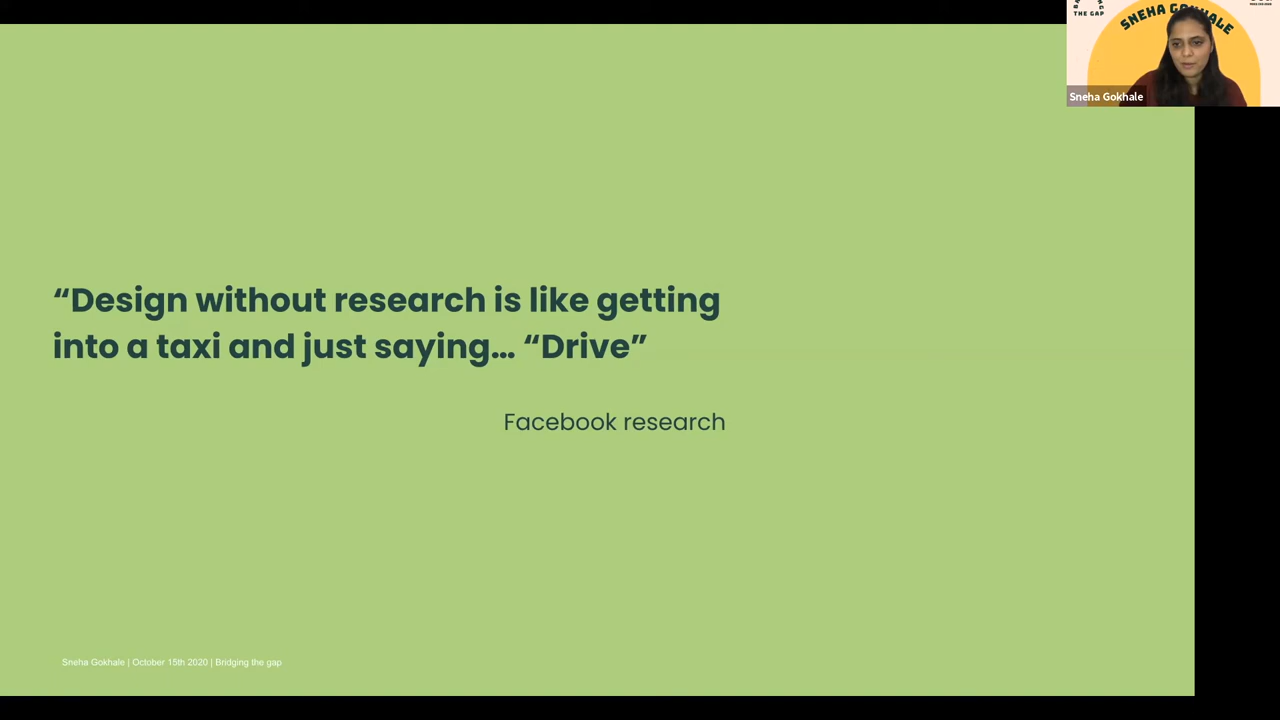 THE GAP
SNEHA GOKHALE
Sneha Gokhale
“Design without research is like getting
into a taxi and just saying... “Drive”
Facebook research
Sneha Gokhale | October 15th 2020 | Bridging the gap